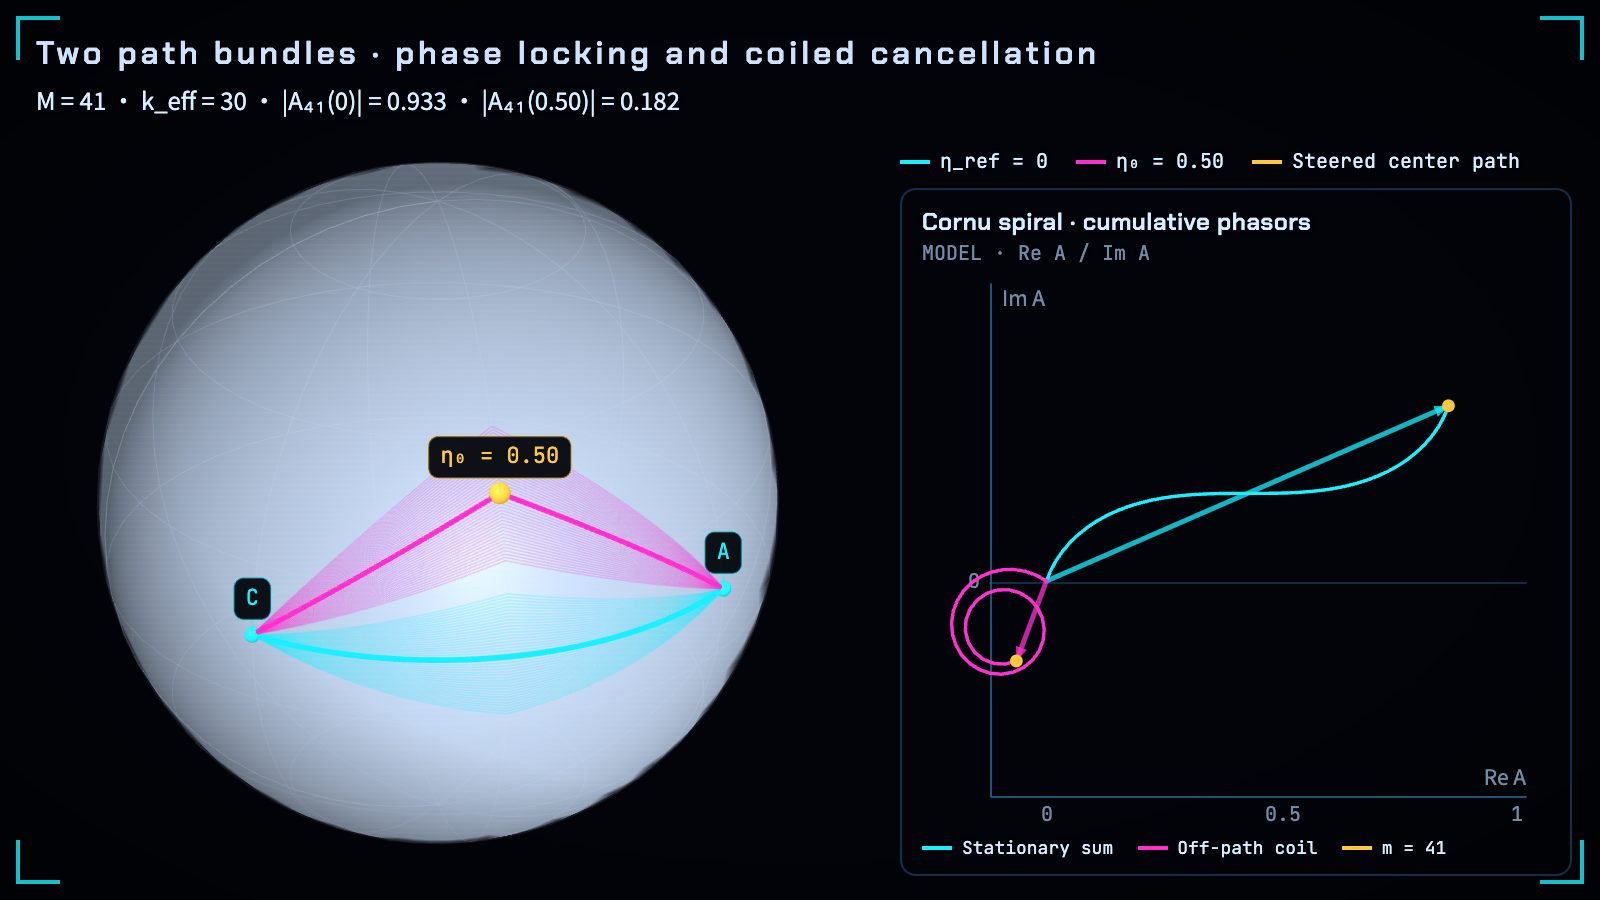 Two path bundles · phase locking and coiled cancellation
M = 41 • k_eff = 30 • |A₄₁(0)| = 0.933 • |A₄₁(0.50)| = 0.182
η_ref = 0 η₀ = 0.50 Steered center path
Cornu spiral · cumulative phasors
MODEL · Re A / Im A
Im A
η₀ = 0.50
A
C
0
Re A
0 0.5 1
Stationary sum Off-path coil m = 41